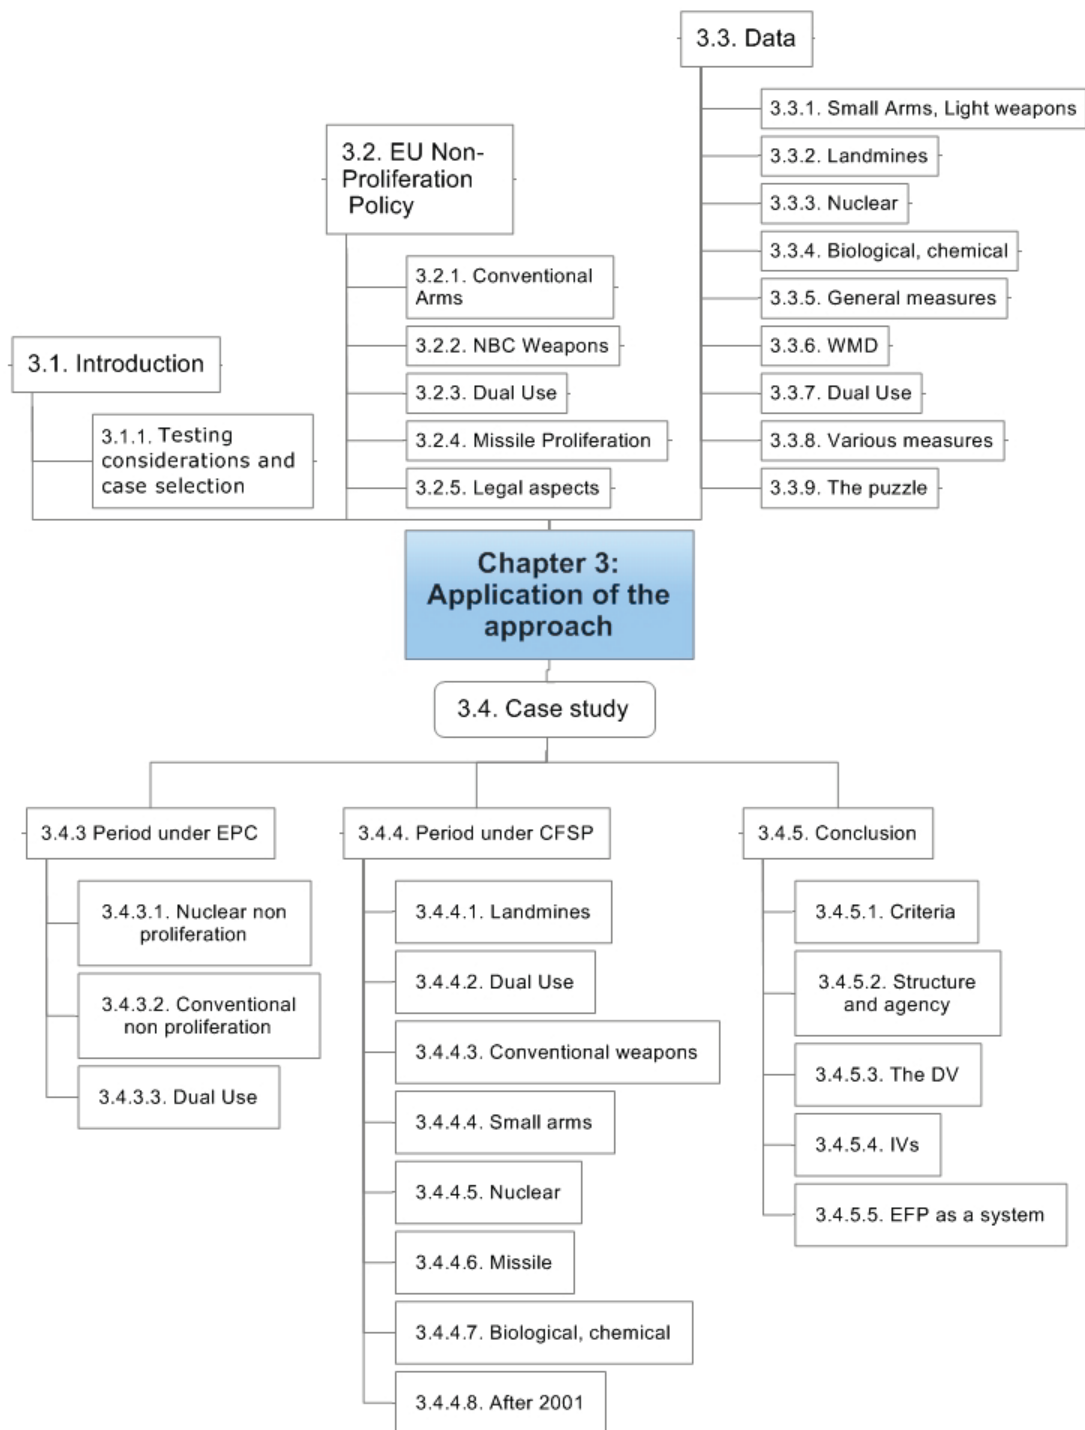 3.1. Introduction
3.1.1. Testing
considerations and
case selection
3.2. EU Non-
Proliferation
Policy
3.2.1. Conventional
Arms
3.2.2. NBC Weapons
3.2.3. Dual Use
3.2.4. Missile Proliferation
3.2.5. Legal aspects
3.3. Data
3.3.1. Small Arms, Light weapons
3.3.2. Landmines
3.3.3. Nuclear
3.3.4. Biological, chemical
3.3.5. General measures
3.3.6. WMD
3.3.7. Dual Use
3.3.8. Various measures
3.3.9. The puzzle
Chapter 3:
Application of the
approach
3.4. Case study
3.4.3 Period under EPC
3.4.3.1. Nuclear non
proliferation
3.4.3.2. Conventional
non proliferation
3.4.3.3. Dual Use
3.4.4. Period under CFSP
3.4.4.1. Landmines
3.4.4.2. Dual Use
3.4.4.3. Conventional weapons
3.4.4.4. Small arms
3.4.4.5. Nuclear
3.4.4.6. Missile
3.4.4.7. Biological, chemical
3.4.4.8. After 2001
3.4.5. Conclusion
3.4.5.1. Criteria
3.4.5.2. Structure
and agency
3.4.5.3. The DV
3.4.5.4. IVs
3.4.5.5. EFP as a system